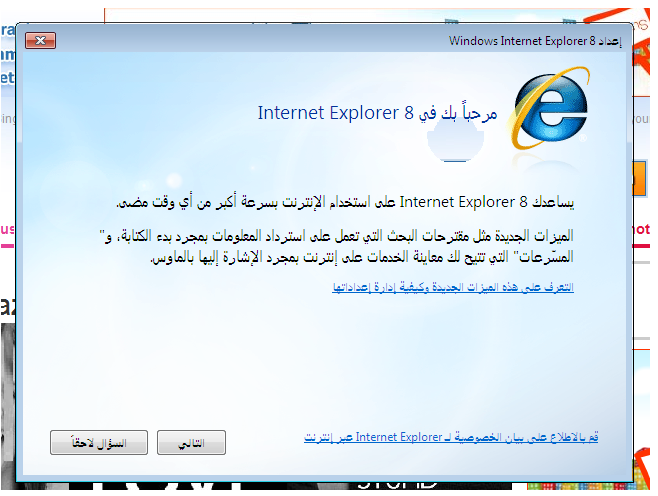 إعداد Windows Internet Explorer 8
مرحباً بك في Internet Explorer 8
يساعدك Internet Explorer 8 على استخدام الإنترنت بسرعة أكبر من أي وقت مضى.
الميزات الجديدة مثل مقترحات البحث التي تعمل على استرداد المعلومات بمجرد بدء الكتابة، و"
المسّرعات" التي تتيح لك معاينة الخدمات على إنترنت بمجرد الإشارة إليها بالماوس.
التعرف على هذه الميزات الجديدة وكيفية إدارة إعداداتها
قم بالاطلاع على بيان الخصوصية لـ Internet Explorer عبر إنترنت
التالي
السؤال لاحقاً